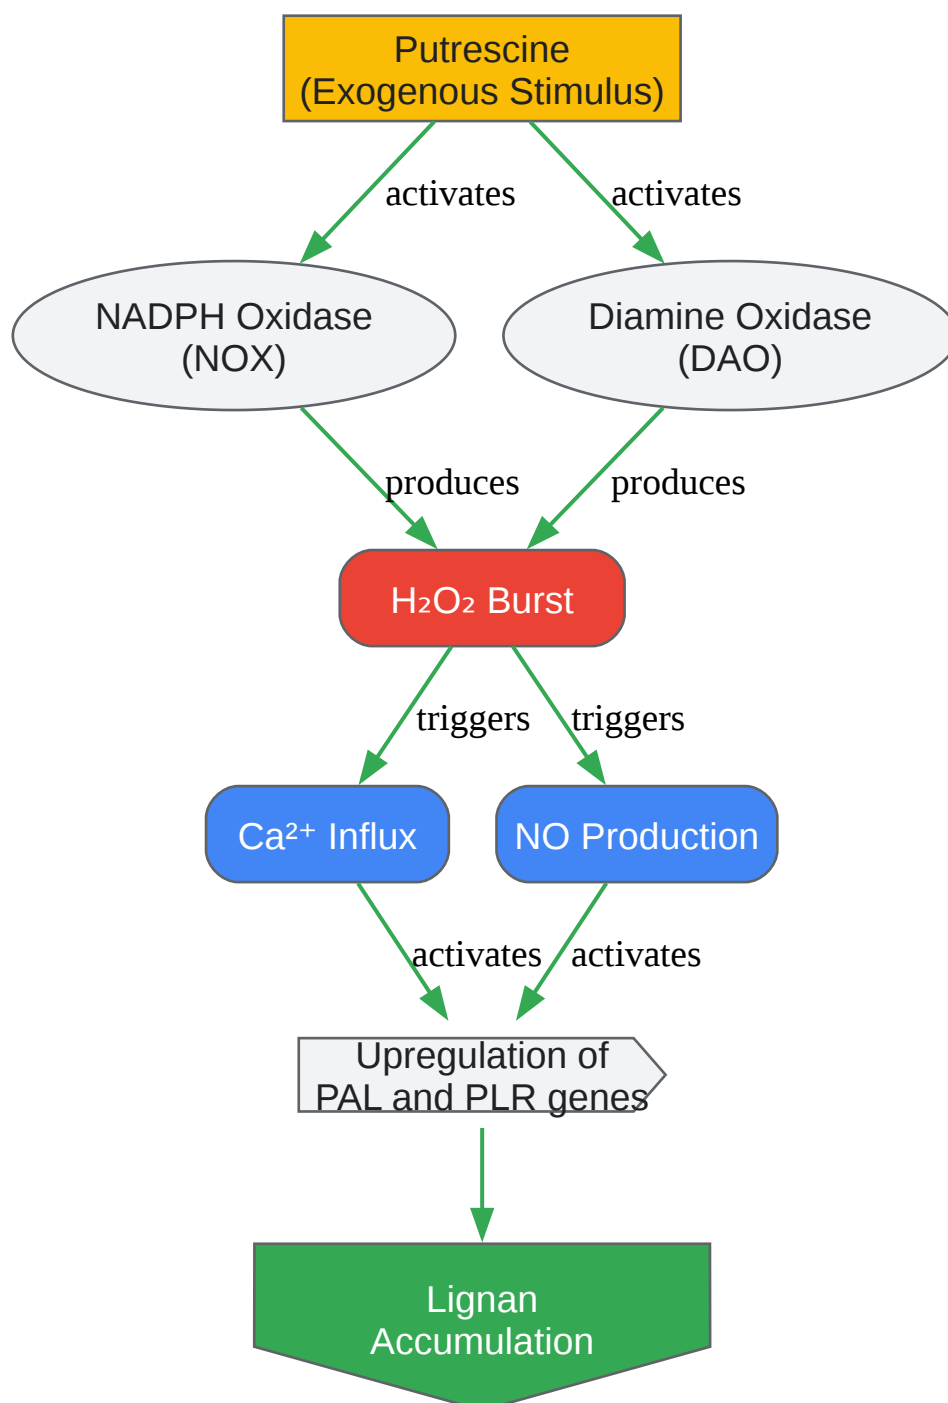 Putrescine
(Exogenous Stimulus)
activates
activates
NADPH Oxidase
(NOX)
Diamine Oxidase
(DAO)
produces
produces
H₂O₂ Burst
triggers
triggers
Ca²⁺ Influx
NO Production
activates
activates
Upregulation of
PAL and PLR genes
Lignan
Accumulation